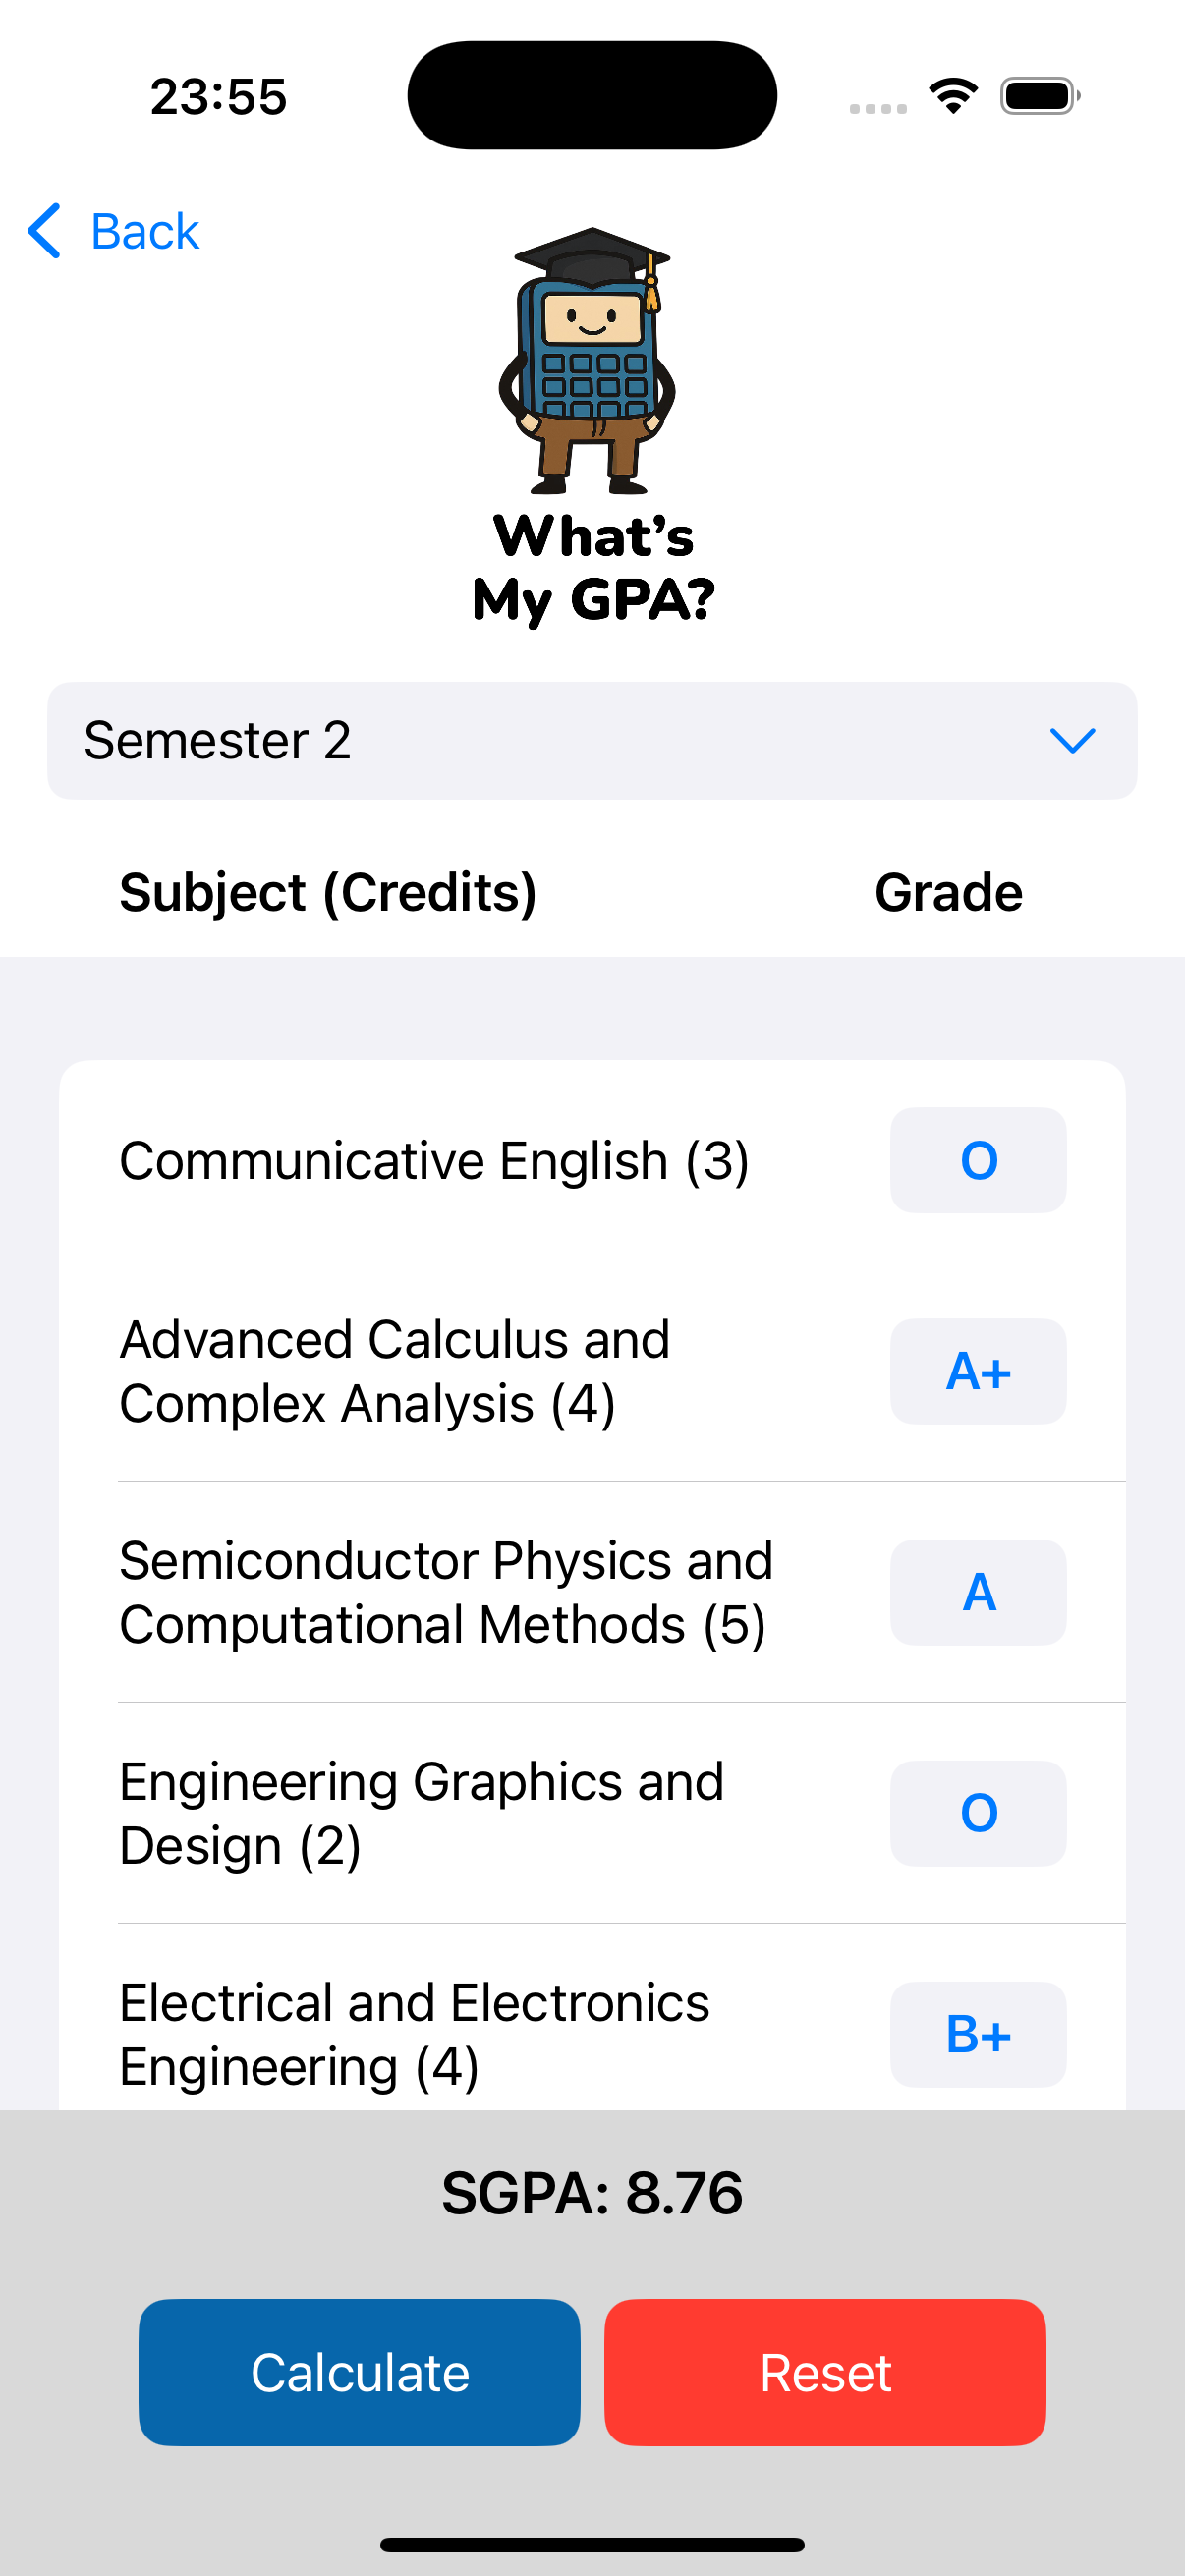 23:55
Back
What’s
My GPA?
Semester 2
Subject (Credits) Grade
Communicative English (3) O
Advanced Calculus and
Complex Analysis (4) A+
Semiconductor Physics and
Computational Methods (5) A
Engineering Graphics and
Design (2) O
Electrical and Electronics
Engineering (4) B+
SGPA: 8.76
Calculate Reset